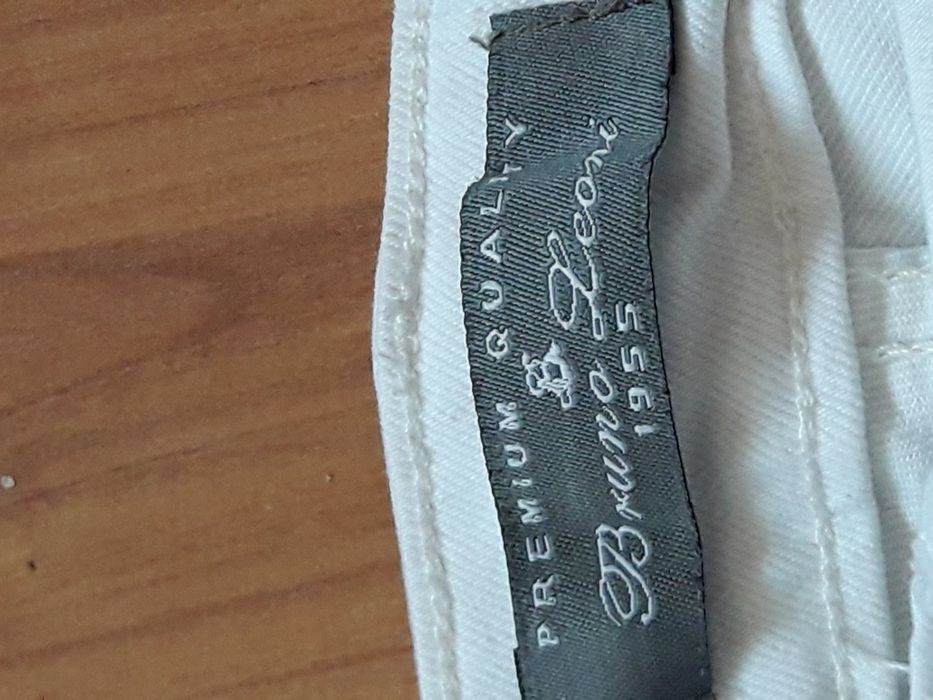 PREMIUM QUALITY
Bruno Leoni
1955